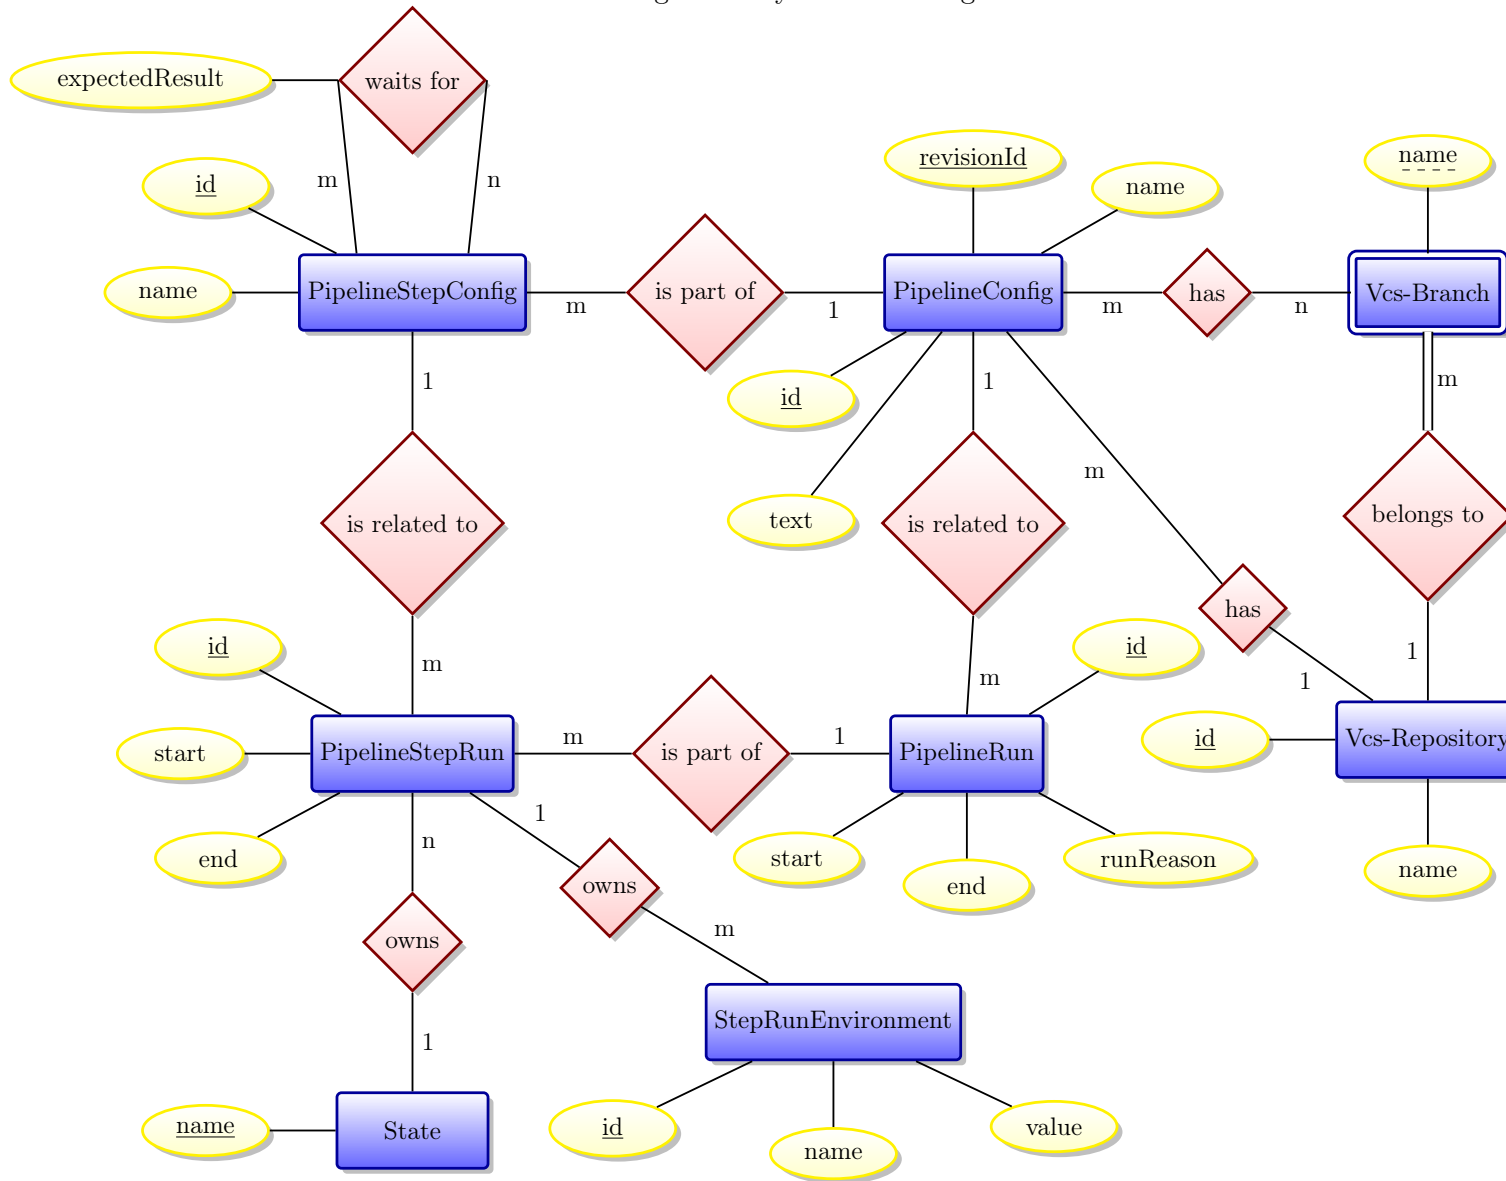 waits for
expectedResult
revisionId
name
name
id
m
n
name
PipelineStepConfig
is part of
PipelineConfig
has
Vcs-Branch
m
1
m
n
1
id
1
m
m
is related to
text
is related to
belongs to
has
id
m
m
id
1
1
start
PipelineStepRun
m
is part of
1
PipelineRun
id
Vcs-Repository
end
n
1
owns
start
end
runReason
name
owns
m
1
StepRunEnvironment
name
State
id
name
value